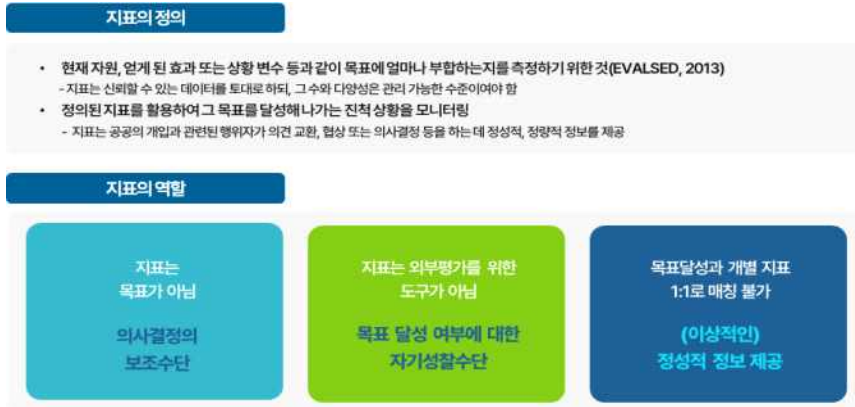 지표의 정의
• 현재 자원, 얻게 된 효과 또는 상황 변수 등과 같이 목표에 얼마나 부합하는지를 측정하기 위한 것(EVALSED, 2013)
- 지표는 신뢰할 수 있는 데이터를 토대로 하되, 그 수와 다양성은 관리 가능한 수준이여야 함
• 정의된 지표를 활용하여 그 목표를 달성해 나가는 진척 상황을 모니터링
- 지표는 공공의 개입과 관련된 행위자가 의견 교환, 협상 또는 의사결정 등을 하는 데 정성적, 정량적 정보를 제공
지표의 역할
지표는
목표가 아님
의사결정의
보조수단
지표는 외부평가를 위한
도구가 아님
목표 달성 여부에 대한
자기성찰수단
목표달성과 개별 지표
1:1로 매칭 불가
(이상적인)
정성적 정보 제공